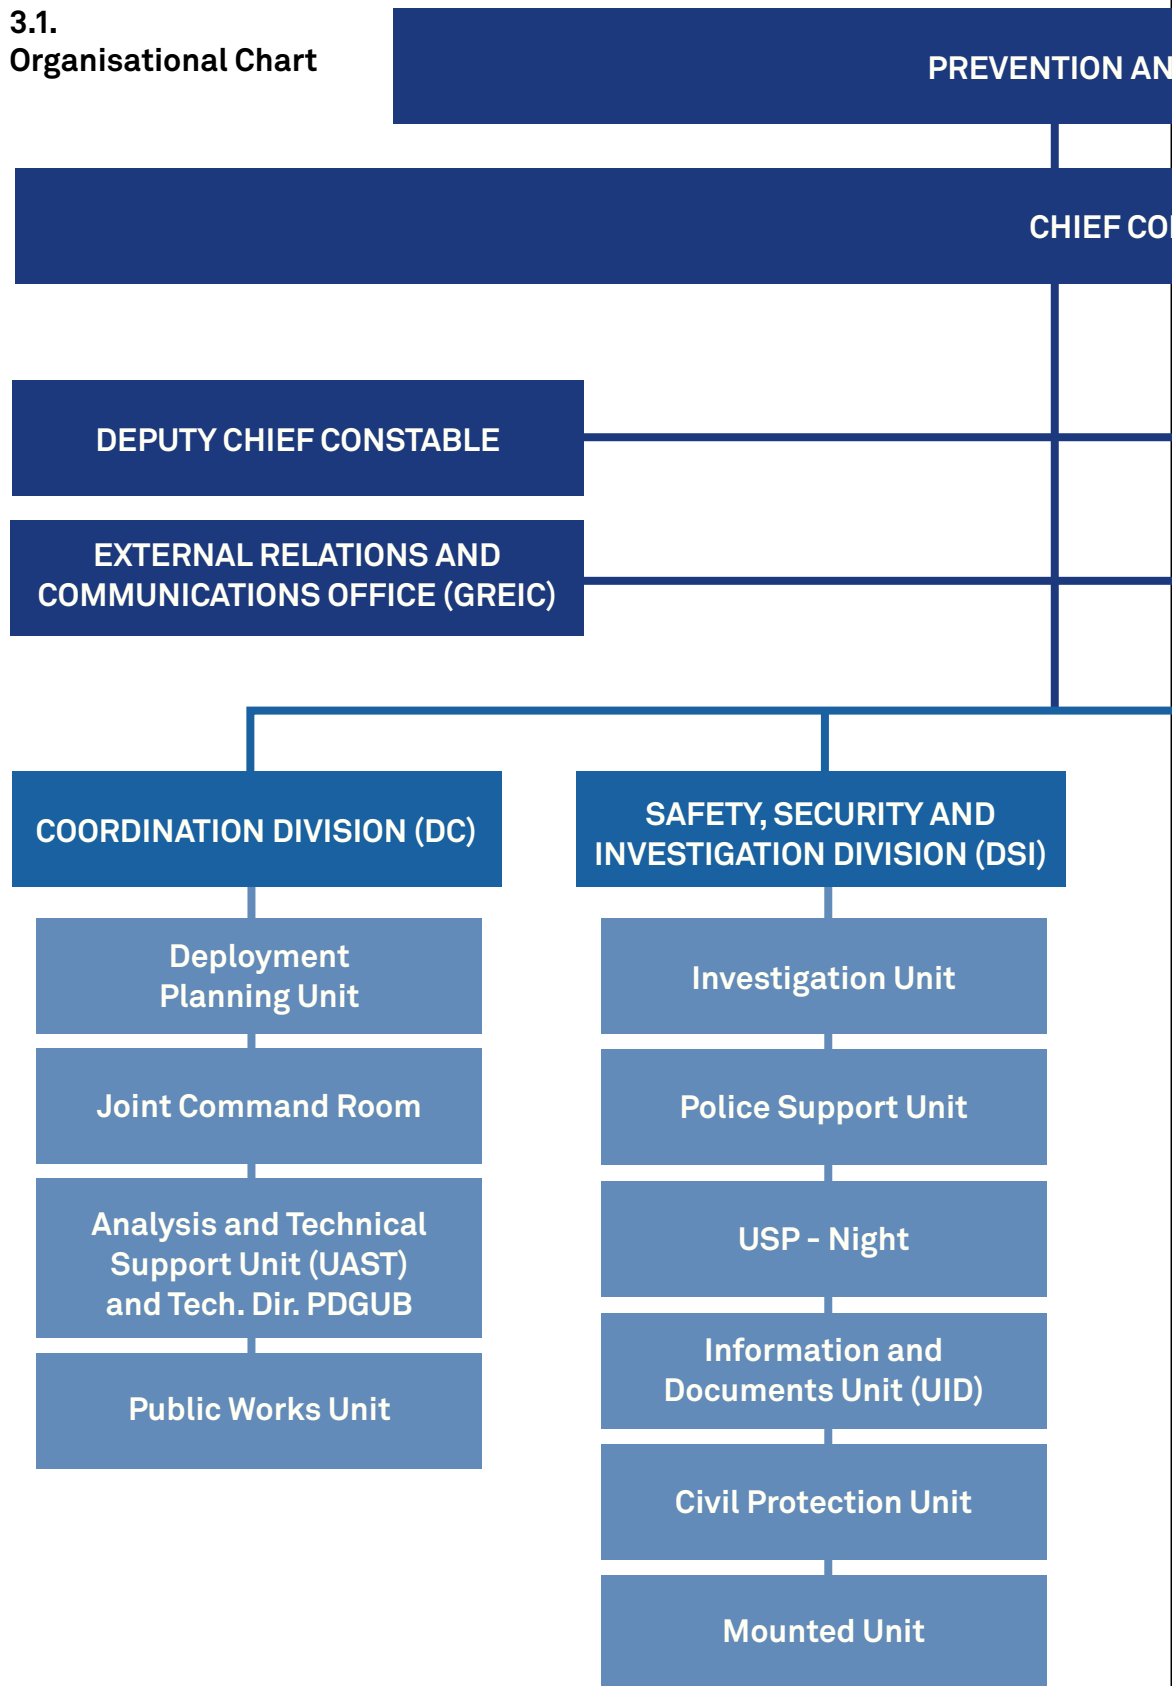 3.1.
Organisational Chart
PREVENTION AN
CHIEF CO
DEPUTY CHIEF CONSTABLE
EXTERNAL RELATIONS AND
COMMUNICATIONS OFFICE (GREIC)
COORDINATION DIVISION (DC)
Deployment
Planning Unit
Joint Command Room
Analysis and Technical
Support Unit (UAST)
and Tech. Dir. PDGUB
Public Works Unit
SAFETY, SECURITY AND
INVESTIGATION DIVISION (DSI)
Investigation Unit
Police Support Unit
USP - Night
Information and
Documents Unit (UID)
Civil Protection Unit
Mounted Unit